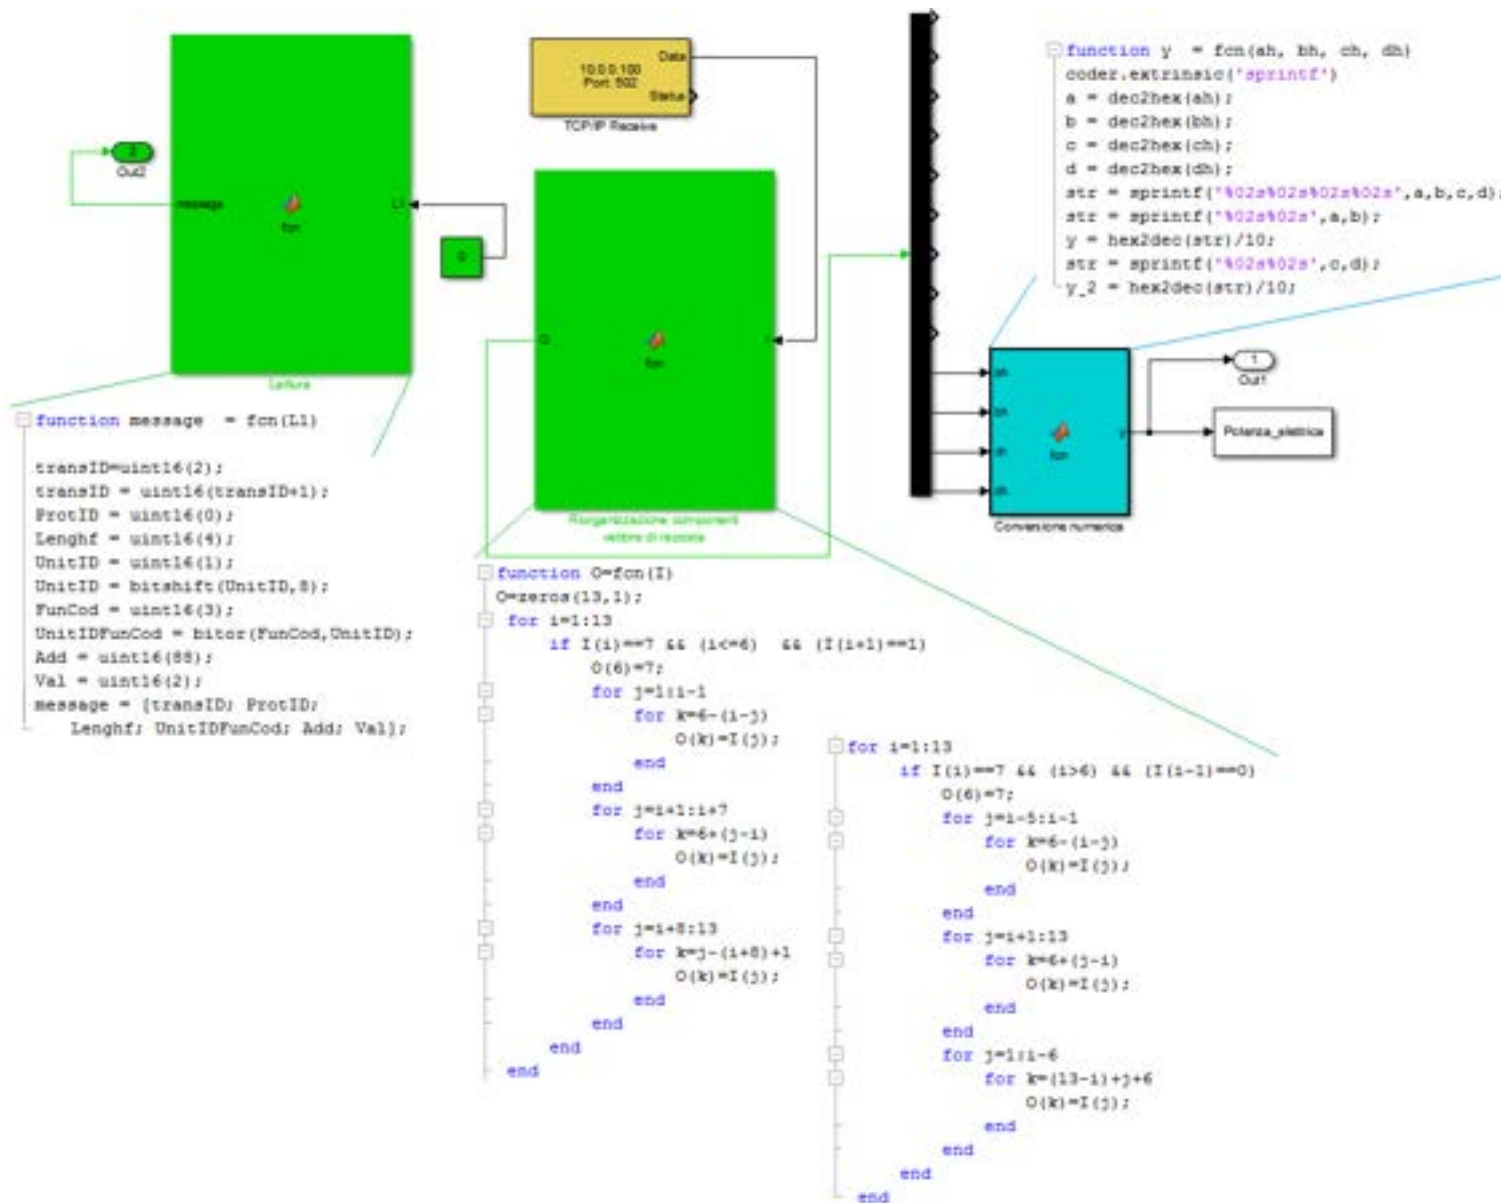 10.0.0.100
Port: 502
Data
Status
TCP/IP Receive
2
Out2
message
fcn
L1
0
Lettura
function message  = fcn(L1)
transID=uint16(2);
transID = uint16(transID+1);
ProtID = uint16(0);
Lenghf = uint16(4);
UnitID = uint16(1);
UnitID = bitshift(UnitID,8);
FunCod = uint16(3);
UnitIDFunCod = bitor(FunCod,UnitID);
Add = uint16(88);
Val = uint16(2);
message = [transID; ProtID;
Lenghf; UnitIDFunCod; Add; Val];
O
fcn
I
Riorganizzazione componenti
vettore di risposta
function O=fcn(I)
O=zeros(13,1);
for i=1:13
if I(i)==7 && (i<=6)  && (I(i+1)==1)
O(6)=7;
for j=1:i-1
for k=6-(i-j)
O(k)=I(j);
end
end
for j=i+1:i+7
for k=6+(j-i)
O(k)=I(j);
end
end
for j=i+8:13
for k=j-(i+8)+1
O(k)=I(j);
end
end
end
end
for i=1:13
if I(i)==7 && (i>6) && (I(i-1)==0)
O(6)=7;
for j=i-5:i-1
for k=6-(i-j)
O(k)=I(j);
end
end
for j=i+1:13
for k=6+(j-i)
O(k)=I(j);
end
end
for j=1:i-6
for k=(13-i)+j+6
O(k)=I(j);
end
end
end
end
function y  = fcn(ah, bh, ch, dh)
coder.extrinsic('sprintf')
a = dec2hex(ah);
b = dec2hex(bh);
c = dec2hex(ch);
d = dec2hex(dh);
str = sprintf('%02s%02s%02s%02s',a,b,c,d);
str = sprintf('%02s%02s',a,b);
y = hex2dec(str)/10;
str = sprintf('%02s%02s',c,d);
y_2 = hex2dec(str)/10;
ah
bh
ch
dh
fcn
y
Conversione numerica
1
Out1
Potenza_elettrica